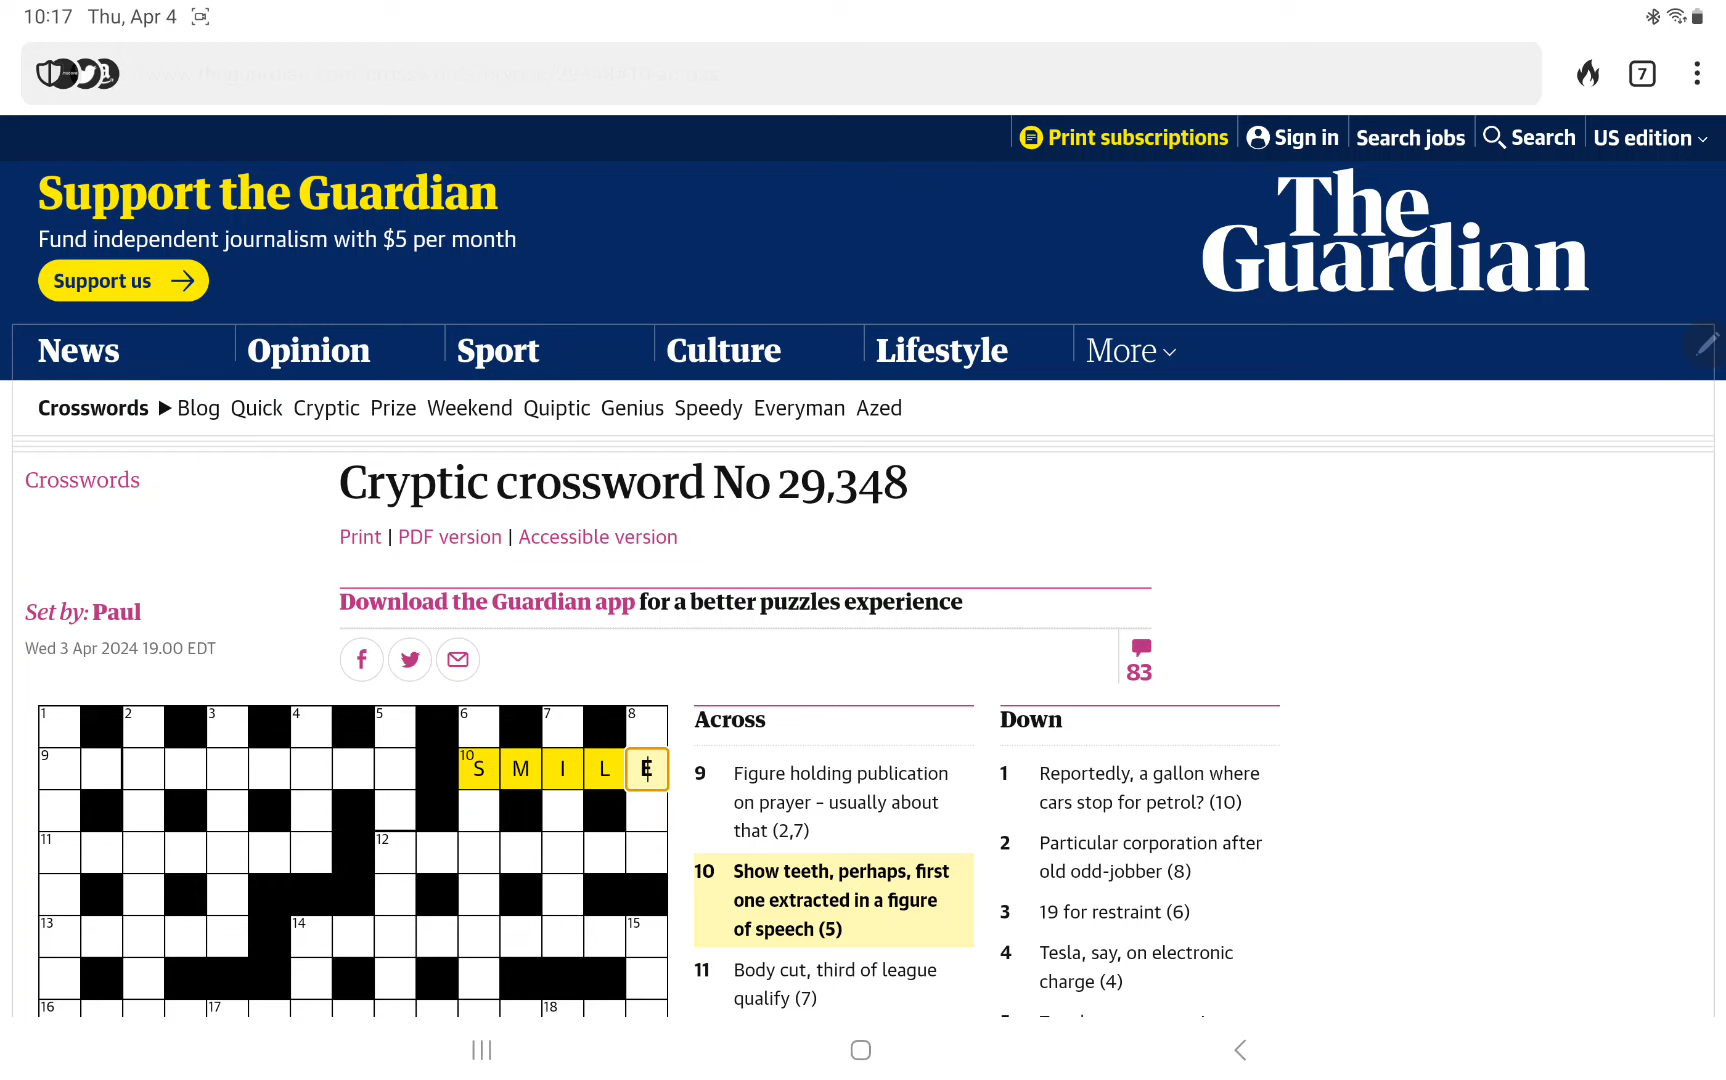 10:17 Thu, Apr 4
7
Print subscriptions
Sign in
Search jobs
Search
US edition
Support the Guardian
Fund independent journalism with $5 per month
Support us
The
Guardian
News
Opinion
Sport
Culture
Lifestyle
More
Crosswords
Blog
Quick
Cryptic
Prize
Weekend
Quiptic
Genius
Speedy
Everyman
Azed
Crosswords
Cryptic crossword No 29,348
Print | PDF version | Accessible version
Set by: Paul
Wed 3 Apr 2024 19.00 EDT
Download the Guardian app for a better puzzles experience
83
1 2 3 4 5 6 7 8
9 10 S M I L E
11 12
13 14 15
16 17 18
Across
9 Figure holding publication
on prayer – usually about
that (2,7)
10 Show teeth, perhaps, first
one extracted in a figure
of speech (5)
11 Body cut, third of league
qualify (7)
Down
1 Reportedly, a gallon where
cars stop for petrol? (10)
2 Particular corporation after
old odd-jobber (8)
3 19 for restraint (6)
4 Tesla, say, on electronic
charge (4)